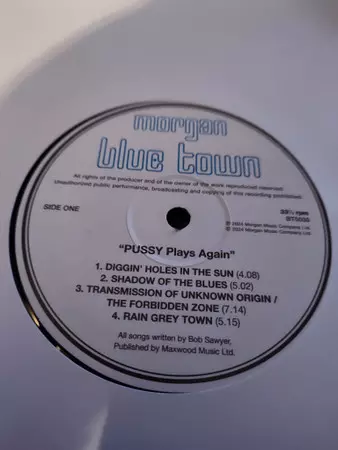 morgan
blue town
All rights of the producer and of the owner of the work reproduced reserved.
Unauthorised public performance, broadcasting and copying of this recording prohibited.
SIDE ONE
33⅓ rpm
BT5036
℗ 2024 Morgan Music Company Ltd.
© 2024 Morgan Music Company Ltd.
"PUSSY Plays Again"
1. DIGGIN' HOLES IN THE SUN (4.08)
2. SHADOW OF THE BLUES (5.02)
3. TRANSMISSION OF UNKNOWN ORIGIN /
THE FORBIDDEN ZONE (7.14)
4. RAIN GREY TOWN (5.15)
All songs written by Bob Sawyer,
Published by Maxwood Music Ltd.